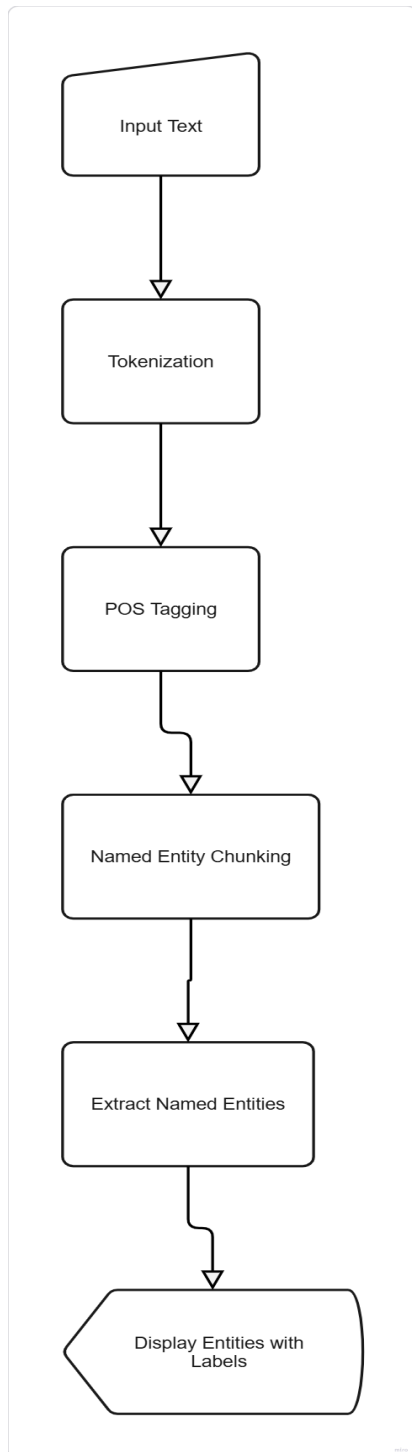 Input Text
Tokenization
POS Tagging
Named Entity Chunking
Extract Named Entities
Display Entities with
Labels